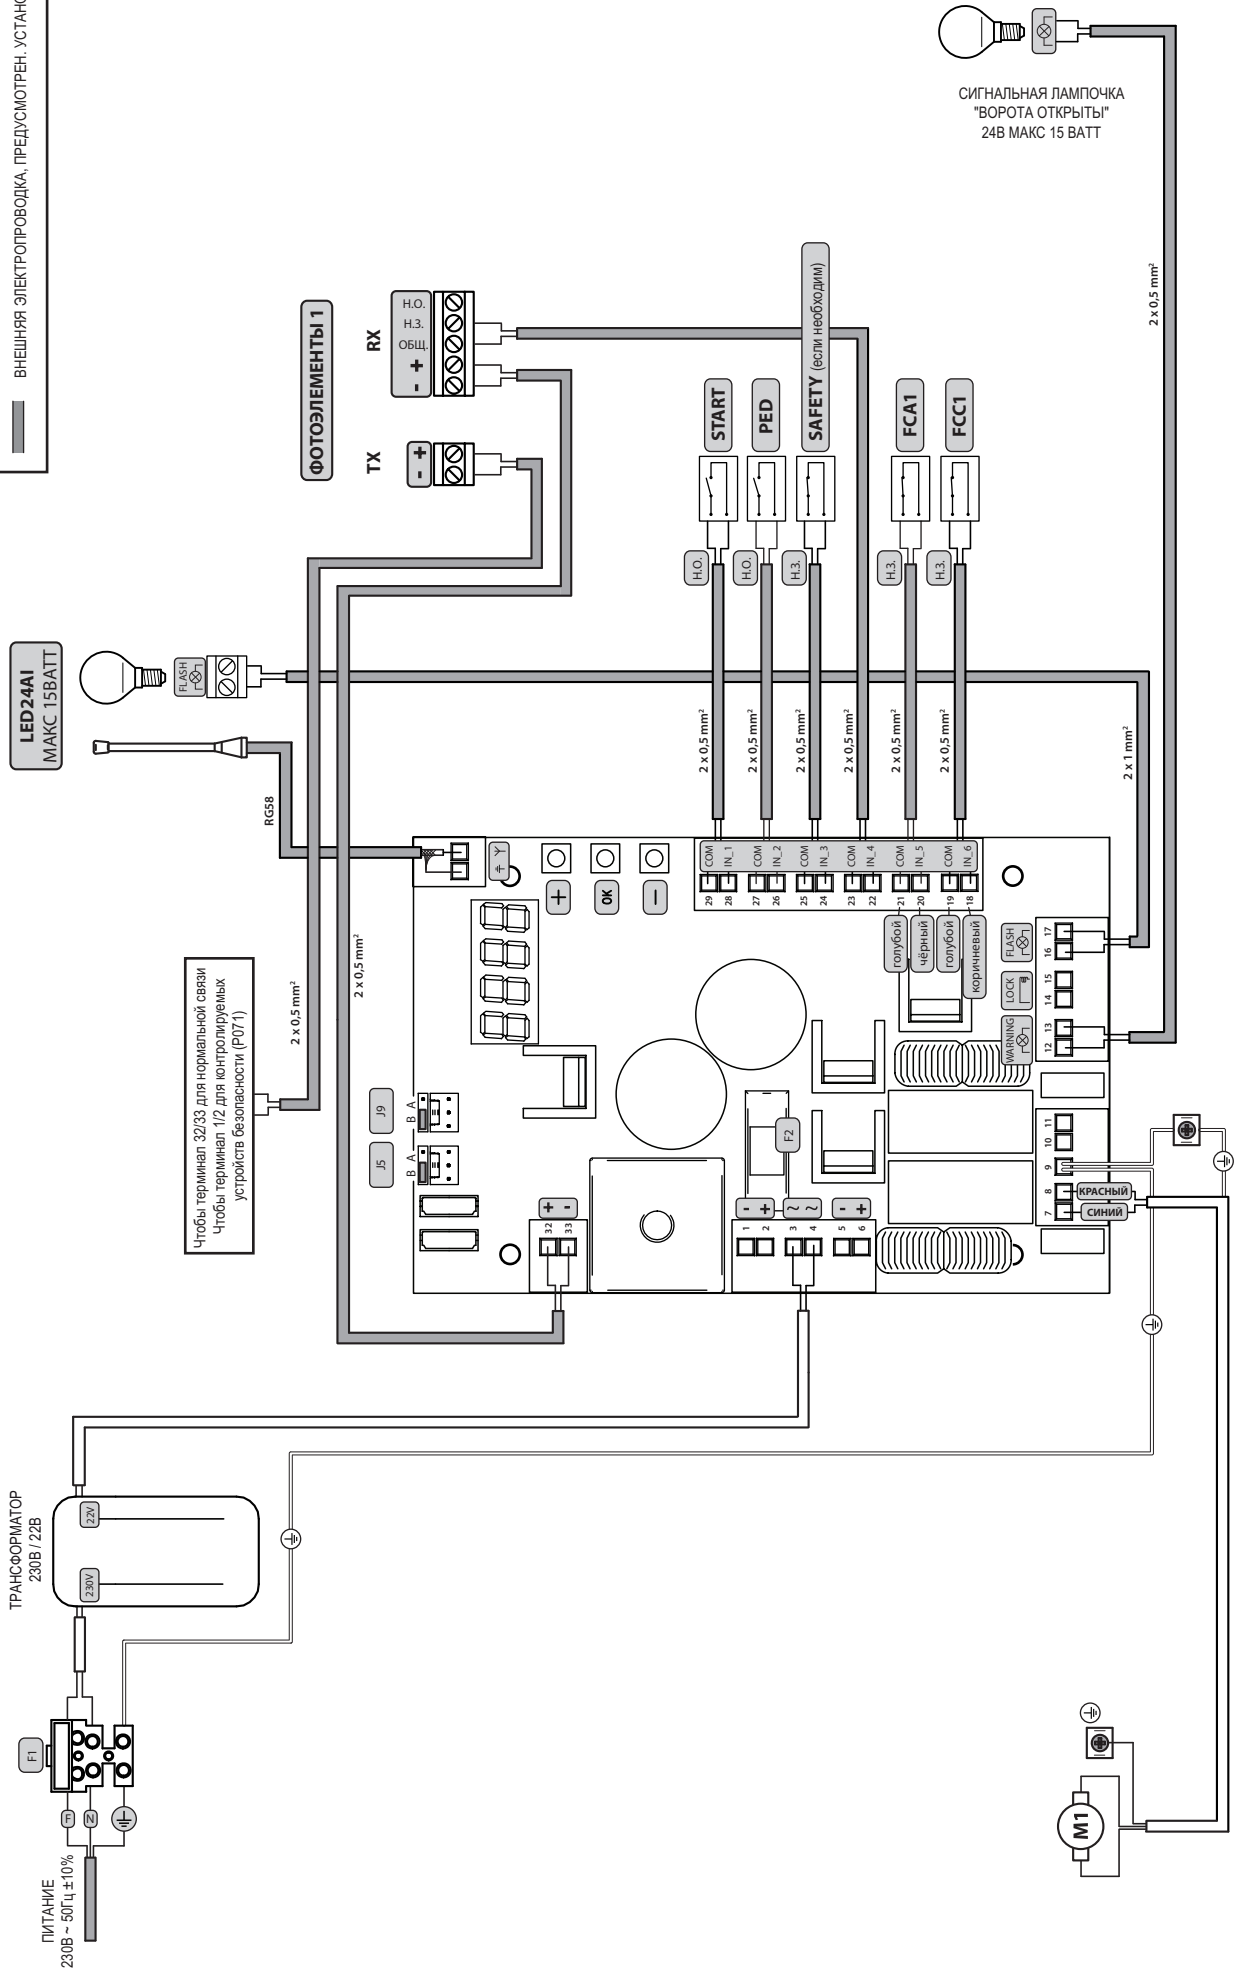 ВНЕШНЯЯ ЭЛЕКТРОПРОВОДКА, ПРЕДУСМОТРЕН. УСТАНО
СИГНАЛЬНАЯ ЛАМПОЧКА
"ВОРОТА ОТКРЫТЫ"
24В МАКС 15 ВАТТ
2 x 0,5 mm²
LED24AI
МАКС 15ВАТТ
FLASH
RG58
ФОТОЭЛЕМЕНТЫ 1
TX
- +
RX
- +
ОБЩ.
Н.З.
Н.О.
START
PED
SAFETY (если необходим)
FCA1
FCC1
Н.О.
Н.О.
Н.З.
Н.З.
Н.З.
2 x 0,5 mm²
2 x 0,5 mm²
2 x 0,5 mm²
2 x 0,5 mm²
2 x 0,5 mm²
2 x 0,5 mm²
2 x 1 mm²
Чтобы терминал 32/33 для нормальной связи
Чтобы терминал 1/2 для контролируемых
устройств безопасности (P071)
2 x 0,5 mm²
2 x 0,5 mm²
J5
J9
B A
B A
+
OK
-
29 COM
28 IN_1
27 COM
26 IN_2
25 COM
24 IN_3
23 COM
22 IN_4
21 COM
20 IN_5
19 COM
18 IN_6
голубой
чёрный
голубой
коричневый
FLASH
LOCK
WARNING
17
16
15
14
13
12
11
10
9
8
7
КРАСНЫЙ
СИНИЙ
F2
32 +
33 -
1 -
2 +
3 ~
4 ~
5 -
6 +
ТРАНСФОРМАТОР
230В / 22В
230V
22V
F1
F
N
ПИТАНИЕ
230В ~ 50Гц ±10%
M1